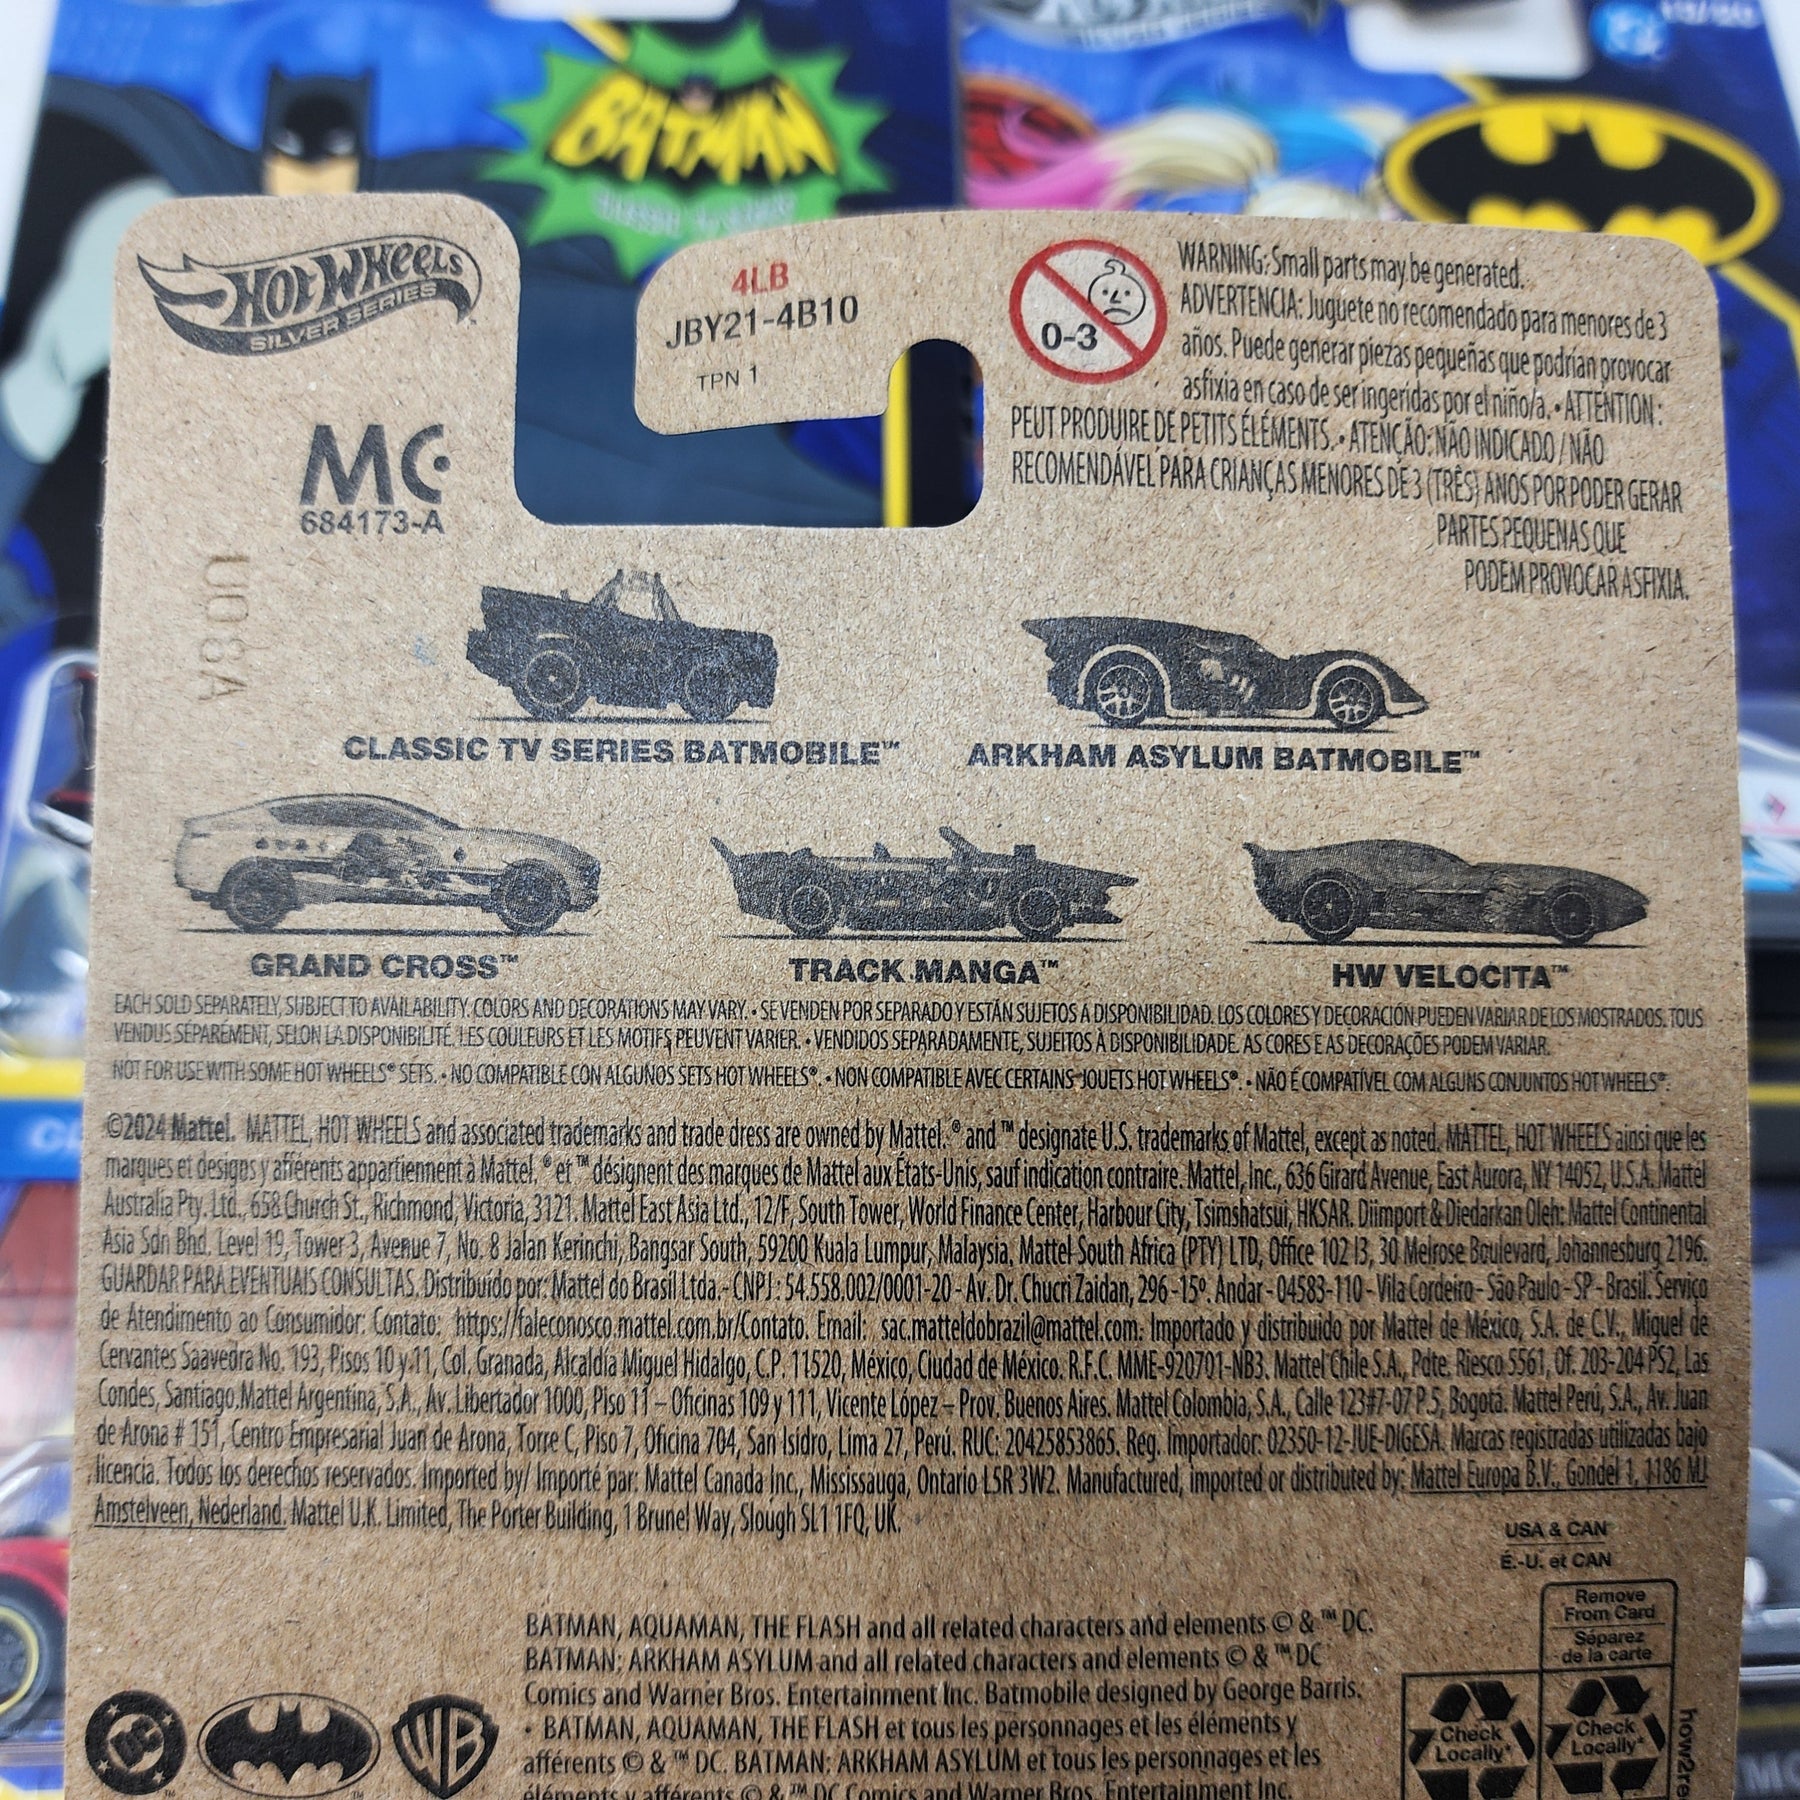 BATMAN
HOT WHEELS
SILVER SERIES
4LB
JBY21-4B10
TPN 1
MC
684173-A
U08A
0-3
WARNING: Small parts may be generated.
ADVERTENCIA: Juguete no recomendado para menores de 3
años. Puede generar piezas pequeñas que podrían provocar
asfixia en caso de ser ingeridas por el niño/a. • ATTENTION :
PEUT PRODUIRE DE PETITS ÉLÉMENTS. • ATENÇÃO: NÃO INDICADO / NÃO
RECOMENDÁVEL PARA CRIANÇAS MENORES DE 3 (TRÊS) ANOS POR PODER GERAR
PARTES PEQUENAS QUE
PODEM PROVOCAR ASFIXIA.
CLASSIC TV SERIES BATMOBILE™
ARKHAM ASYLUM BATMOBILE™
GRAND CROSS™
TRACK MANGA™
HW VELOCITA™
EACH SOLD SEPARATELY, SUBJECT TO AVAILABILITY. COLORS AND DECORATIONS MAY VARY. • SE VENDEN POR SEPARADO Y ESTÁN SUJETOS A DISPONIBILIDAD. LOS COLORES Y DECORACIÓN PUEDEN VARIAR DE LOS MOSTRADOS. TOUS
VENDUS SÉPARÉMENT, SELON LA DISPONIBILITÉ. LES COULEURS ET LES MOTIFS PEUVENT VARIER. • VENDIDOS SEPARADAMENTE, SUJEITOS À DISPONIBILIDADE. AS CORES E AS DECORAÇÕES PODEM VARIAR.
NOT FOR USE WITH SOME HOT WHEELS® SETS. • NO COMPATIBLE CON ALGUNOS SETS HOT WHEELS®. • NON COMPATIBLE AVEC CERTAINS JOUETS HOT WHEELS®. • NÃO É COMPATÍVEL COM ALGUNS CONJUNTOS HOT WHEELS®.
©2024 Mattel. MATTEL, HOT WHEELS and associated trademarks and trade dress are owned by Mattel. ® and ™ designate U.S. trademarks of Mattel, except as noted. MATTEL, HOT WHEELS ainsi que les
marques et designs y afférents appartiennent à Mattel. ® et ™ désignent des marques de Mattel aux États-Unis, sauf indication contraire. Mattel, Inc., 636 Girard Avenue, East Aurora, NY 14052, U.S.A. Mattel
Australia Pty. Ltd., 658 Church St., Richmond, Victoria, 3121. Mattel East Asia Ltd., 12/F, South Tower, World Finance Center, Harbour City, Tsimshatsui, HKSAR. Diimport & Diedarkan Oleh: Mattel Continental
Asia Sdn Bhd. Level 19, Tower 3, Avenue 7, No. 8 Jalan Kerinchi, Bangsar South, 59200 Kuala Lumpur, Malaysia. Mattel South Africa (PTY) LTD, Office 102 I3, 30 Melrose Boulevard, Johannesburg 2196.
GUARDAR PARA EVENTUAIS CONSULTAS. Distribuído por: Mattel do Brasil Ltda.- CNPJ : 54.558.002/0001-20 - Av. Dr. Chucri Zaidan, 296 -15º. Andar - 04583-110 - Vila Cordeiro - São Paulo - SP - Brasil. Serviço
de Atendimento ao Consumidor: Contato: https://faleconosco.mattel.com.br/Contato. Email: sac.matteldobrazil@mattel.com. Importado y distribuido por Mattel de México, S.A. de C.V., Miguel de
Cervantes Saavedra No. 193, Pisos 10 y 11, Col. Granada, Alcaldía Miguel Hidalgo, C.P. 11520, México, Ciudad de México. R.F.C. MME-920701-NB3. Mattel Chile S.A., Pdte. Riesco 5561, Of. 203-204 PS2, Las
Condes, Santiago. Mattel Argentina, S.A., Av. Libertador 1000, Piso 11 – Oficinas 109 y 111, Vicente López – Prov. Buenos Aires. Mattel Colombia, S.A., Calle 123#7-07 P.5, Bogotá. Mattel Perú, S.A., Av. Juan
de Arona # 151, Centro Empresarial Juan de Arona, Torre C, Piso 7, Oficina 704, San Isidro, Lima 27, Perú. RUC: 20425853865. Reg. Importador: 02350-12-JUE-DIGESA. Marcas registradas utilizadas bajo
licencia. Todos los derechos reservados. Imported by/ Importé par: Mattel Canada Inc., Mississauga, Ontario L5R 3W2. Manufactured, imported or distributed by: Mattel Europa B.V., Gondel 1, 1186 MJ
Amstelveen, Nederland. Mattel U.K. Limited, The Porter Building, 1 Brunel Way, Slough SL1 1FQ, UK.
USA & CAN
É.-U. et CAN
Remove
From Card
Séparez
de la carte
Check
Locally*
Check
Locally*
how2re
BATMAN, AQUAMAN, THE FLASH and all related characters and elements © & ™ DC.
BATMAN: ARKHAM ASYLUM and all related characters and elements © & ™ DC
Comics and Warner Bros. Entertainment Inc. Batmobile designed by George Barris.
• BATMAN, AQUAMAN, THE FLASH et tous les personnages et les éléments y
afférents © & ™ DC. BATMAN: ARKHAM ASYLUM et tous les personnages et les
éléments y afférents © & ™ DC Comics and Warner Bros. Entertainment Inc.
DC
WB